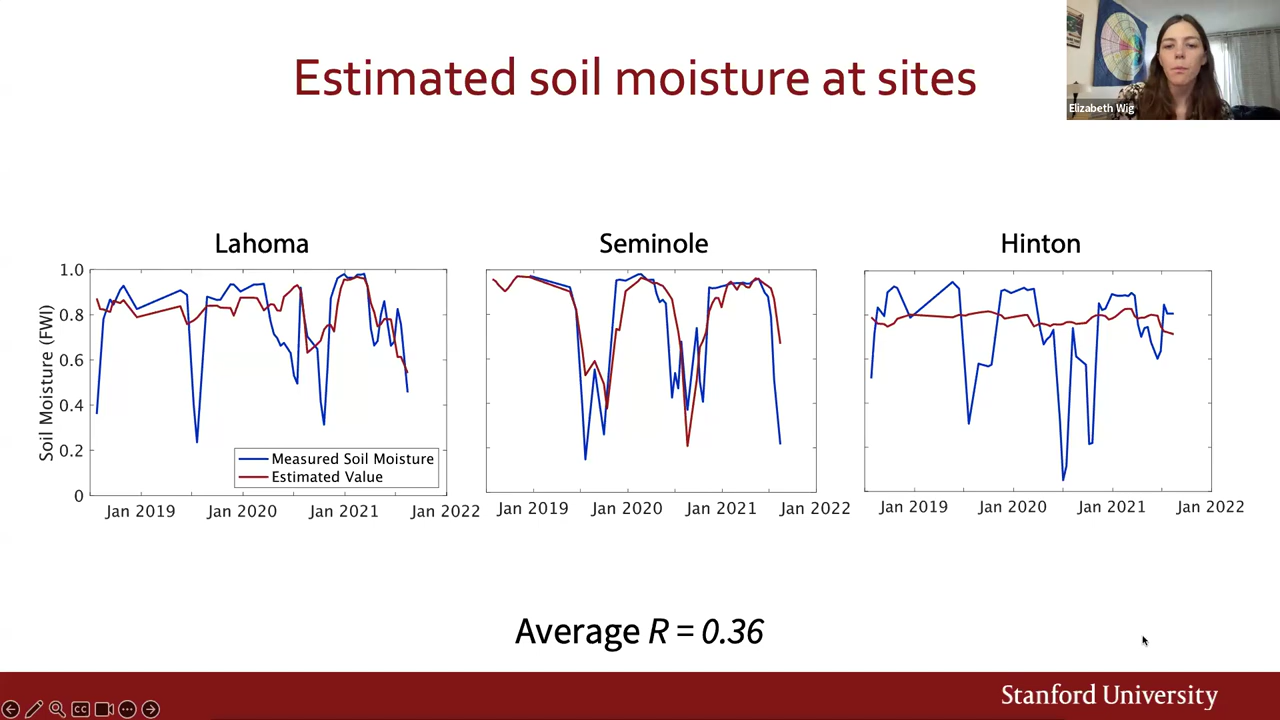 Estimated soil moisture at sites
Elizabeth Wig
Lahoma
Seminole
Hinton
Soil Moisture (FWI)
1.0
0.8
0.6
0.4
0.2
0
Measured Soil Moisture
Estimated Value
Jan 2019 Jan 2020 Jan 2021 Jan 2022
Jan 2019 Jan 2020 Jan 2021 Jan 2022
Jan 2019 Jan 2020 Jan 2021 Jan 2022
Average R = 0.36
Stanford University
CC